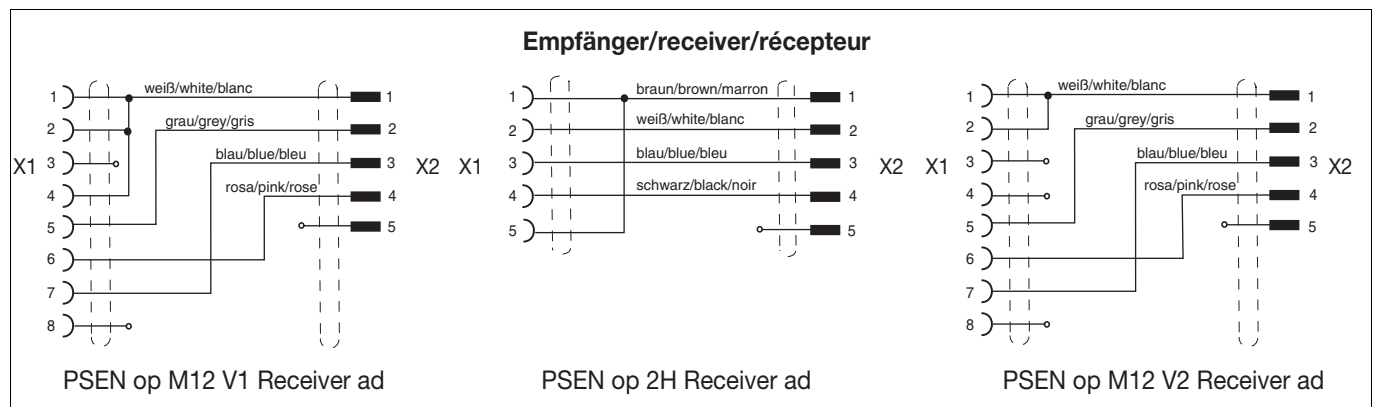 Empfänger/receiver/récepteur
X1
1
2
3
4
5
6
7
8
weiß/white/blanc
grau/grey/gris
blau/blue/bleu
rosa/pink/rose
1
2
3
4
5
X2
PSEN op M12 V1 Receiver ad
X1
1
2
3
4
5
braun/brown/marron
weiß/white/blanc
blau/blue/bleu
schwarz/black/noir
1
2
3
4
5
X2
PSEN op 2H Receiver ad
X1
1
2
3
4
5
6
7
8
weiß/white/blanc
grau/grey/gris
blau/blue/bleu
rosa/pink/rose
1
2
3
4
5
X2
PSEN op M12 V2 Receiver ad